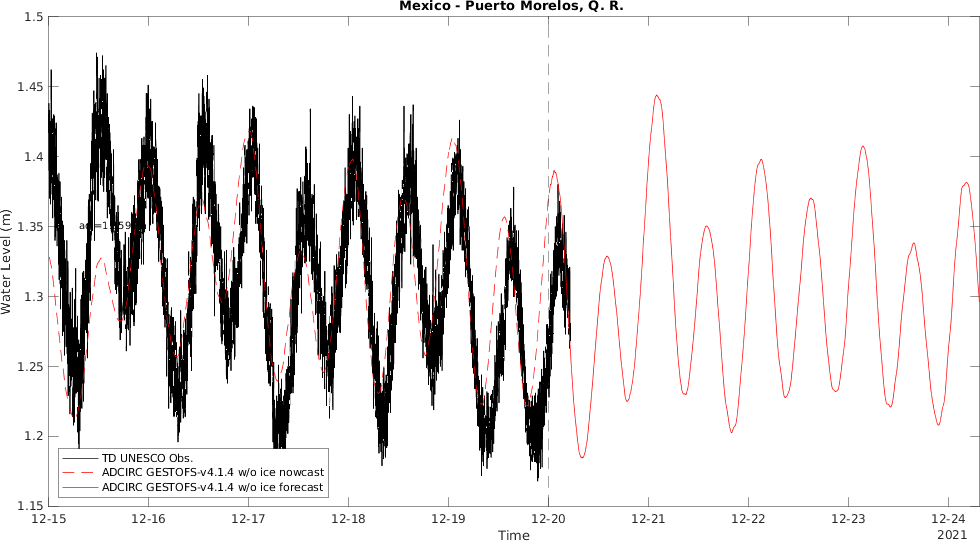 Mexico - Puerto Morelos, Q. R.
1.5
1.45
1.4
1.35
1.3
1.25
1.2
1.15
Water Level (m)
TD UNESCO Obs.
ADCIRC GESTOFS-v4.1.4 w/o ice nowcast
ADCIRC GESTOFS-v4.1.4 w/o ice forecast
12-15 12-16 12-17 12-18 12-19 12-20 12-21 12-22 12-23 12-24
Time
2021